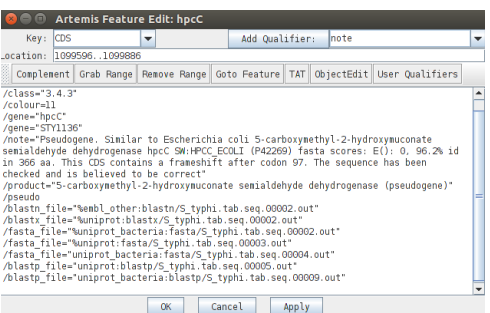 Artemis Feature Edit: hpcC
Key: CDS Add Qualifier: note
Location: 1099596..1099886
Complement Grab Range Remove Range Goto Feature TAT ObjectEdit User Qualifiers
/class="3.4.3"
/colour=11
/gene="hpcC"
/gene="STY1136"
/note="Pseudogene. Similar to Escherichia coli 5-carboxymethyl-2-hydroxymuconate
semialdehyde dehydrogenase hpcC SW:HPCC_ECOLI (P42269) fasta scores: E(): 0, 96.2% id
in 366 aa. This CDS contains a frameshift after codon 97. The sequence has been
checked and is believed to be correct"
/product="5-carboxymethyl-2-hydroxymuconate semialdehyde dehydrogenase (pseudogene)"
/pseudo
/blastn_file="%embl_other:blastn/S_typhi.tab.seq.00002.out"
/blastx_file="%uniprot:blastx/S_typhi.tab.seq.00002.out"
/fasta_file="%uniprot_bacteria:fasta/S_typhi.tab.seq.00002.out"
/fasta_file="%uniprot:fasta/S_typhi.tab.seq.00003.out"
/fasta_file="uniprot_bacteria:fasta/S_typhi.tab.seq.00004.out"
/blastp_file="uniprot:blastp/S_typhi.tab.seq.00005.out"
/blastp_file="uniprot_bacteria:blastp/S_typhi.tab.seq.00009.out"
OK Cancel Apply